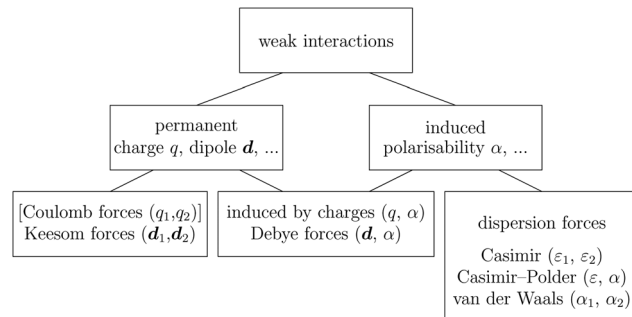 weak interactions
permanent
charge q, dipole d, ...
induced
polarisability α, ...
[Coulomb forces (q₁,q₂)]
Keesom forces (d₁,d₂)
induced by charges (q, α)
Debye forces (d, α)
dispersion forces
Casimir (ε₁, ε₂)
Casimir–Polder (ε, α)
van der Waals (α₁, α₂)